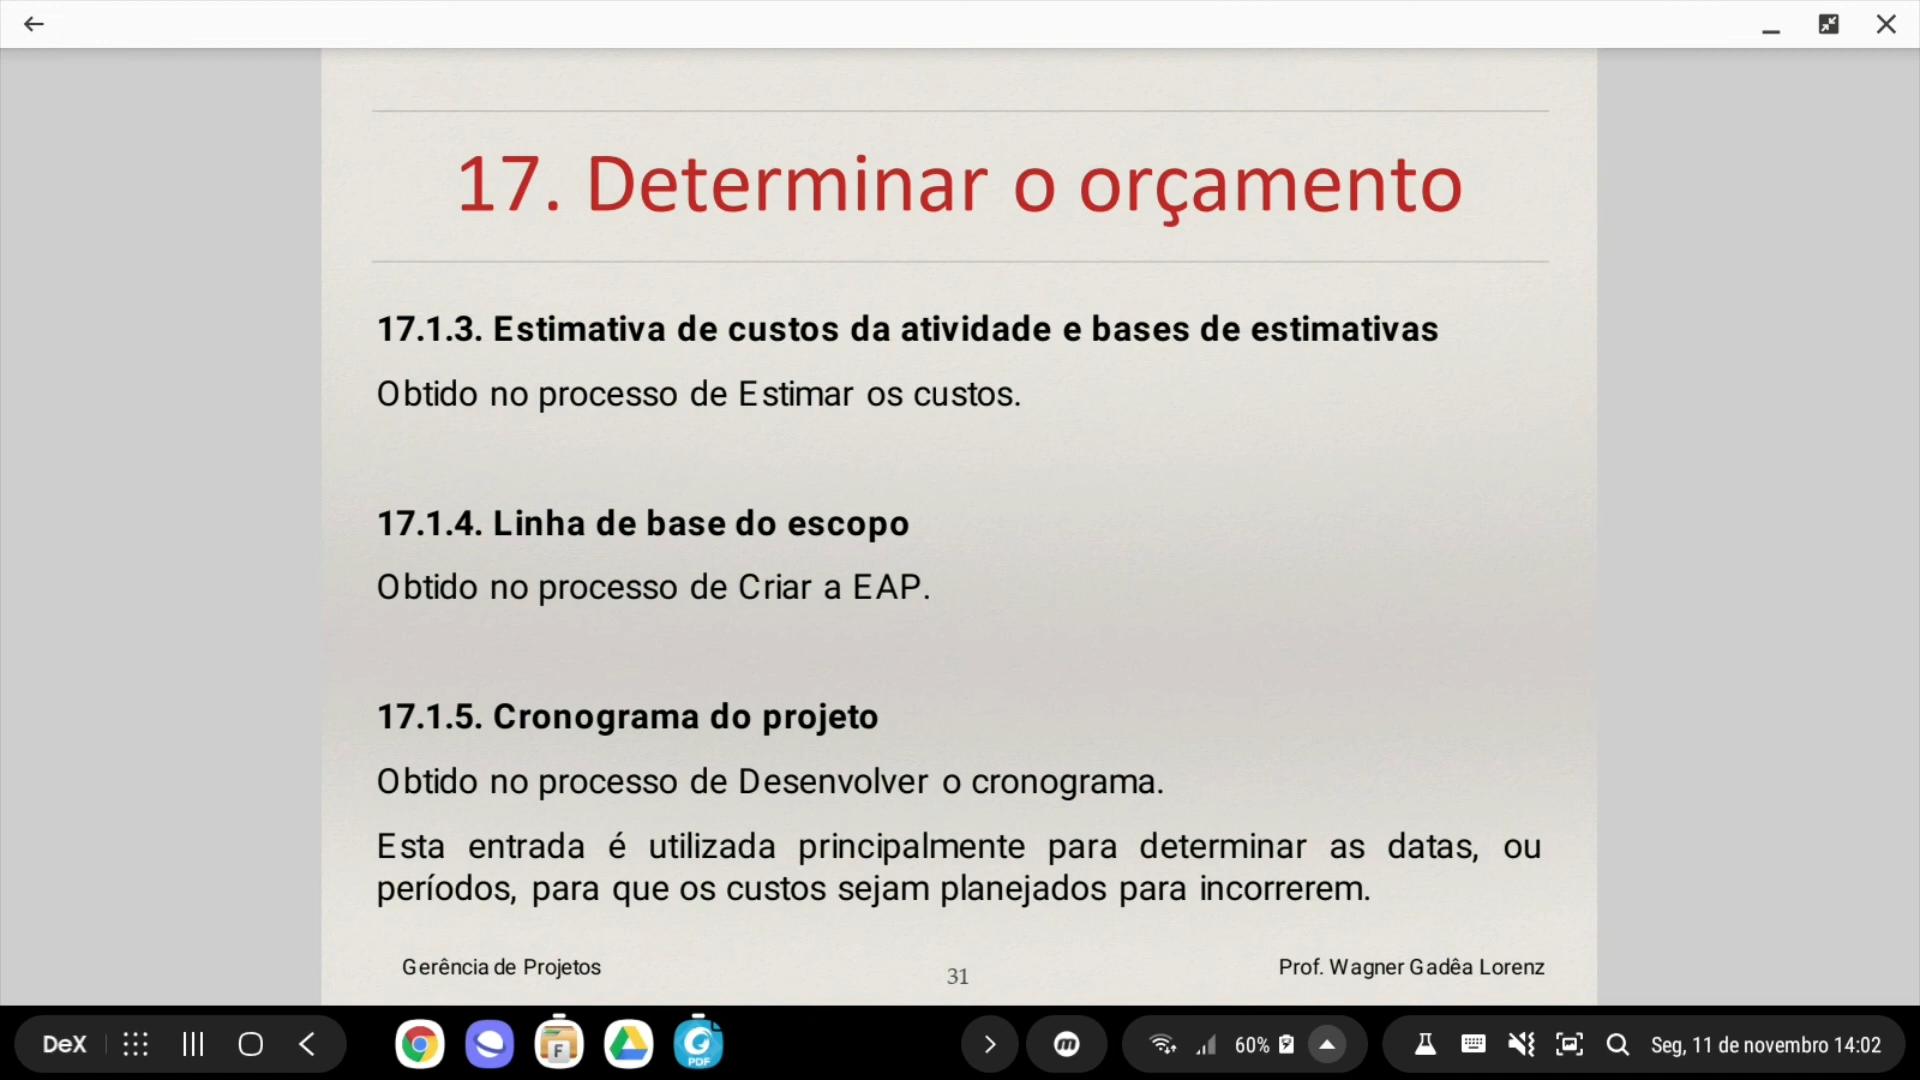 17. Determinar o orçamento
17.1.3. Estimativa de custos da atividade e bases de estimativas
Obtido no processo de Estimar os custos.
17.1.4. Linha de base do escopo
Obtido no processo de Criar a EAP.
17.1.5. Cronograma do projeto
Obtido no processo de Desenvolver o cronograma.
Esta entrada é utilizada principalmente para determinar as datas, ou
períodos, para que os custos sejam planejados para incorrerem.
Gerência de Projetos
31
Prof. Wagner Gadêa Lorenz
DeX
F
PDF
m
60%
Seg, 11 de novembro 14:02